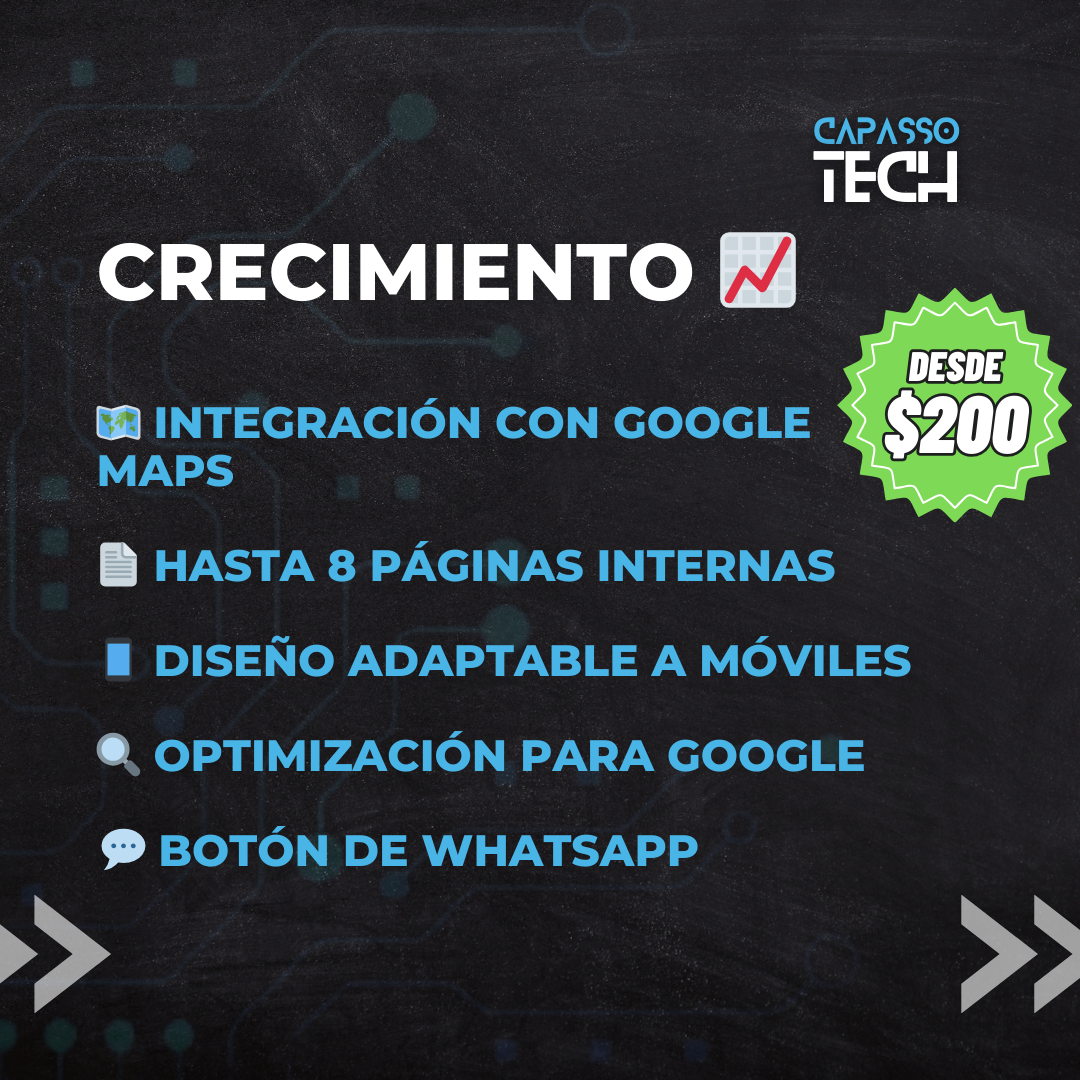 CAPASSO
TECH
CRECIMIENTO
DESDE
$200
INTEGRACIÓN CON GOOGLE
MAPS
HASTA 8 PÁGINAS INTERNAS
DISEÑO ADAPTABLE A MÓVILES
OPTIMIZACIÓN PARA GOOGLE
BOTÓN DE WHATSAPP